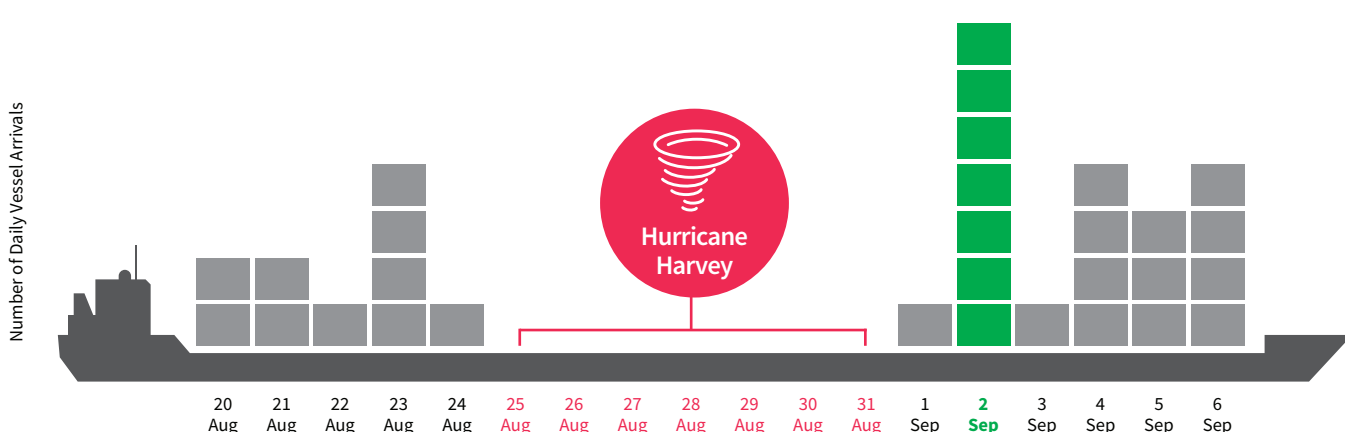 Number of Daily Vessel Arrivals
Hurricane
Harvey
20 21 22 23 24 25 26 27 28 29 30 31 1 2 3 4 5 6
Aug Aug Aug Aug Aug Aug Aug Aug Aug Aug Aug Aug Sep Sep Sep Sep Sep Sep